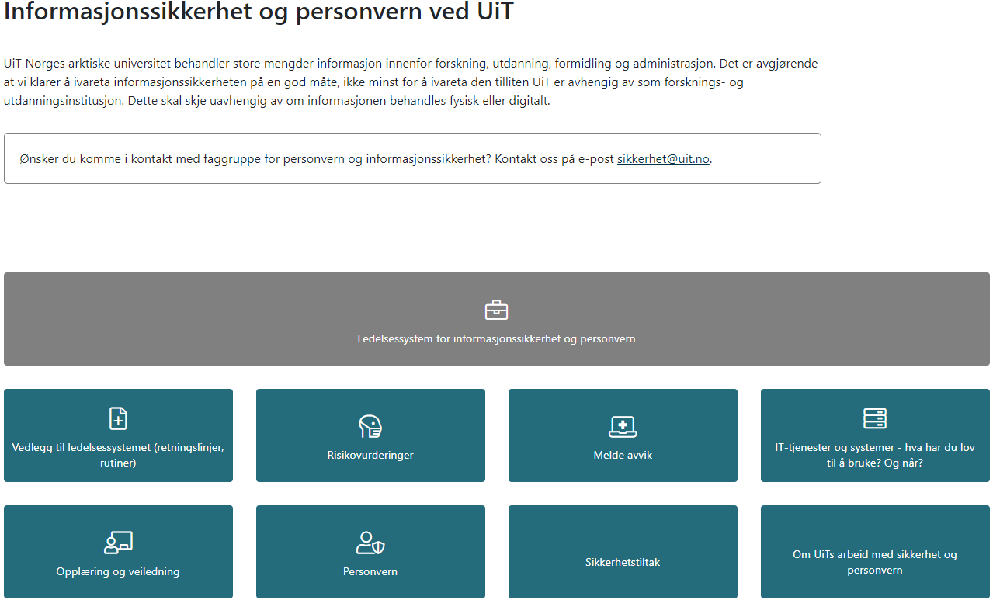 Informasjonssikkerhet og personvern ved UiT
UiT Norges arktiske universitet behandler store mengder informasjon innenfor forskning, utdanning, formidling og administrasjon. Det er avgjørende
at vi klarer å ivareta informasjonssikkerheten på en god måte, ikke minst for å ivareta den tilliten UiT er avhengig av som forsknings- og
utdanningsinstitusjon. Dette skal skje uavhengig av om informasjonen behandles fysisk eller digitalt.
Ønsker du komme i kontakt med faggruppe for personvern og informasjonssikkerhet? Kontakt oss på e-post sikkerhet@uit.no.
Ledelsessystem for informasjonssikkerhet og personvern
Vedlegg til ledelsessystemet (retningslinjer,
rutiner)
Risikovurderinger
Melde avvik
IT-tjenester og systemer - hva har du lov
til å bruke? Og når?
Opplæring og veiledning
Personvern
Sikkerhetstiltak
Om UiTs arbeid med sikkerhet og
personvern